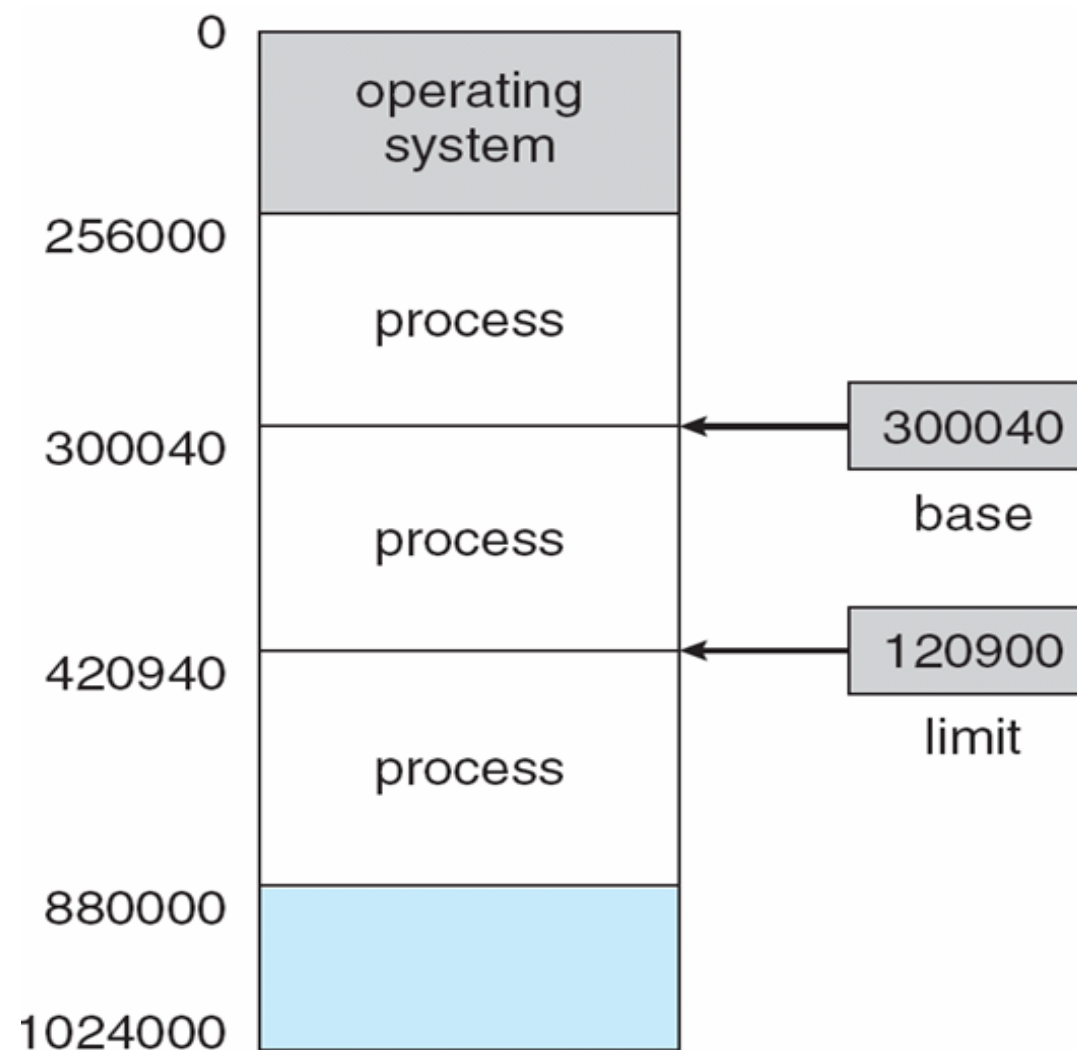 0
operating
system
256000
process
300040
300040
base
process
120900
420940
limit
process
880000
1024000